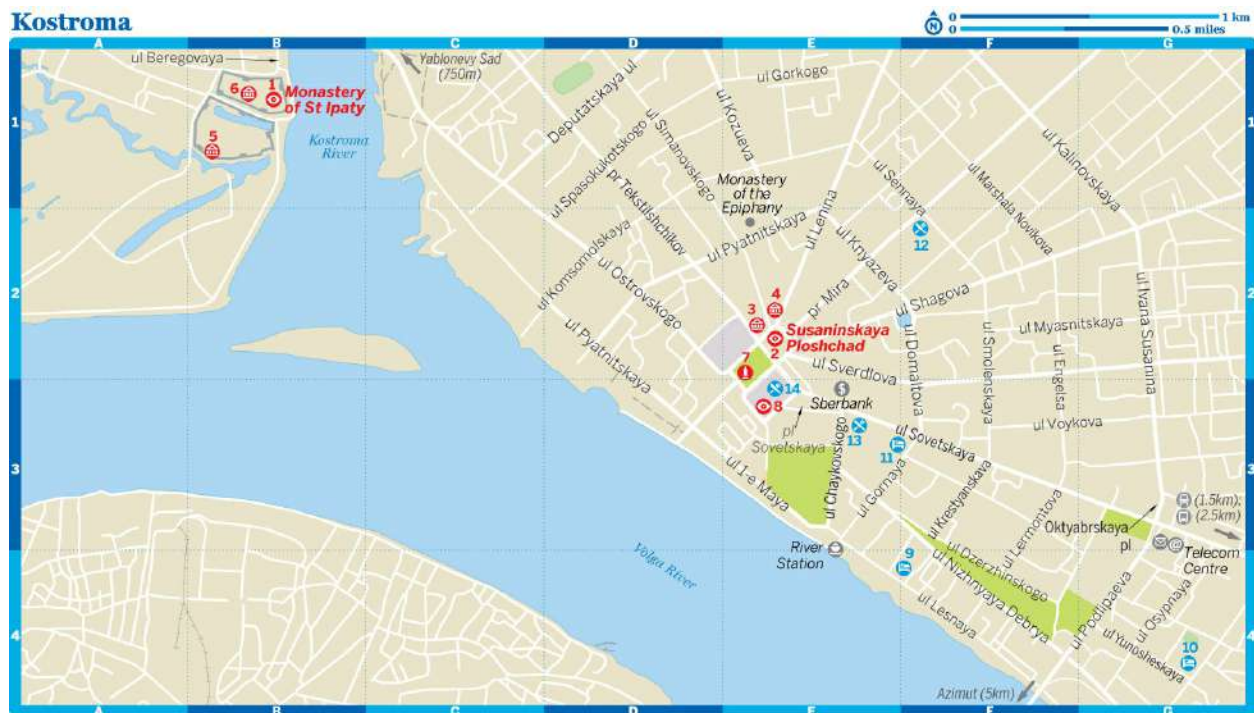 Kostroma
0 1 km
N
0 0.5 miles
A B C D E F G
ul Beregovaya
Yablonevy Sad
(750m)
6
1
Monastery
of St Ipaty
5
Kostroma
River
1
1
ul Gorkogo
Deputatskaya ul
ul Spasokukotskogo
ul Simanovskogo
ul Kozueva
pr Tekstilshchikov
Monastery
of the
Epiphany
ul Lenina
ul Sennaya
ul Marshala Novikova
ul Kalinovskaya
12
ul Pyatnitskaya
ul Knyazeva
ul Komsomolskaya
ul Ostrovskogo
ul Pyatnitskaya
2
2
3
4
pr Mira
ul Shagova
ul Myasnitskaya
ul Ivana Susanina
Susaninskaya
Ploshchad
7
2
ul Sverdlova
ul Domaltova
ul Smolenskaya
ul Engelsa
14
8
$
Sberbank
pl
Sovetskaya
13
11
ul Sovetskaya
ul Voykova
3
3
ul 1-e Maya
ul Chaykovskogo
ul Gornaya
ul Krestyanskava
ul Lermontova
Oktyabrskaya
pl
(1.5km);
(2.5km)
@
Telecom
Centre
River
Station
Volga River
9
ul Dzerzhinskogo
ul Nizhnyaya Debrya
ul Lesnaya
ul Podlipaeva
ul Osypnaya
ul Yunosheskaya
10
4
4
Azimut (5km)
A B C D E F G